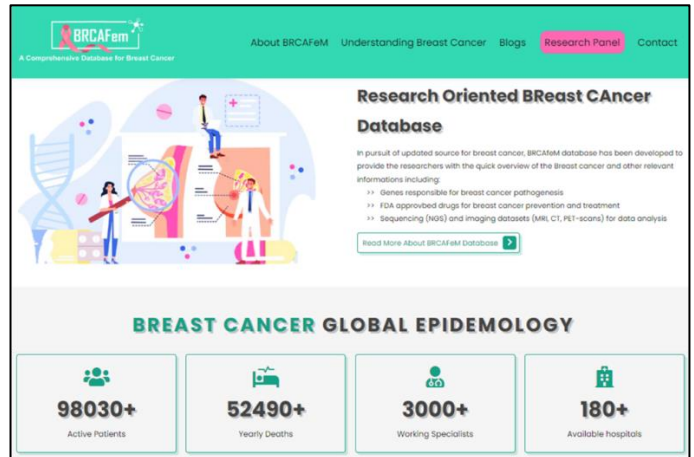 BRCAFem
A Comprehensive Database for Breast Cancer
About BRCAFeM Understanding Breast Cancer Blogs Research Panel Contact
Research Oriented BReast CAncer
Database
In pursuit of updated source for breast cancer, BRCAfeM database has been developed to
provide the researchers with the quick overview of the Breast cancer and other relevant
informations including:
>> Genes responsible for breast cancer pathogenesis
>> FDA approvbed drugs for breast cancer prevention and treatment
>> Sequencing (NGS) and imaging datasets (MRI, CT, PET-scans) for data analysis
Read More About BRCAFeM Database
BREAST CANCER GLOBAL EPIDEMOLOGY
98030+ 52490+ 3000+ 180+
Active Patients Yearly Deaths Working Specialists Available hospitals